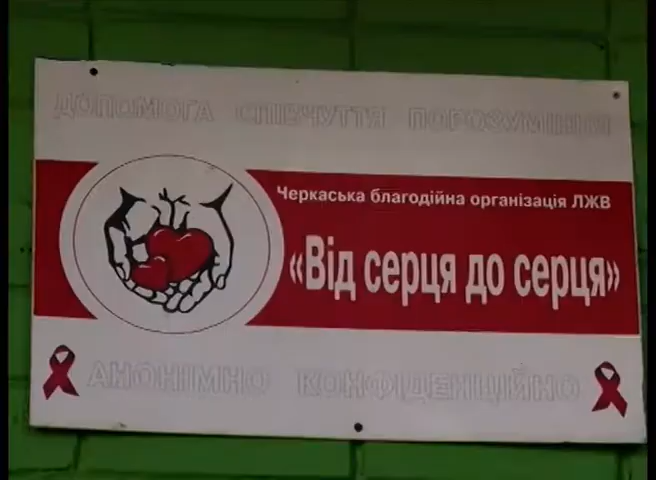 ДОПОМОГА СПІВЧУТТЯ ПОРОЗУМІННЯ
Черкаська благодійна організація ЛЖВ
«Від серця до серця»
АНОНІМНО КОНФІДЕНЦІЙНО